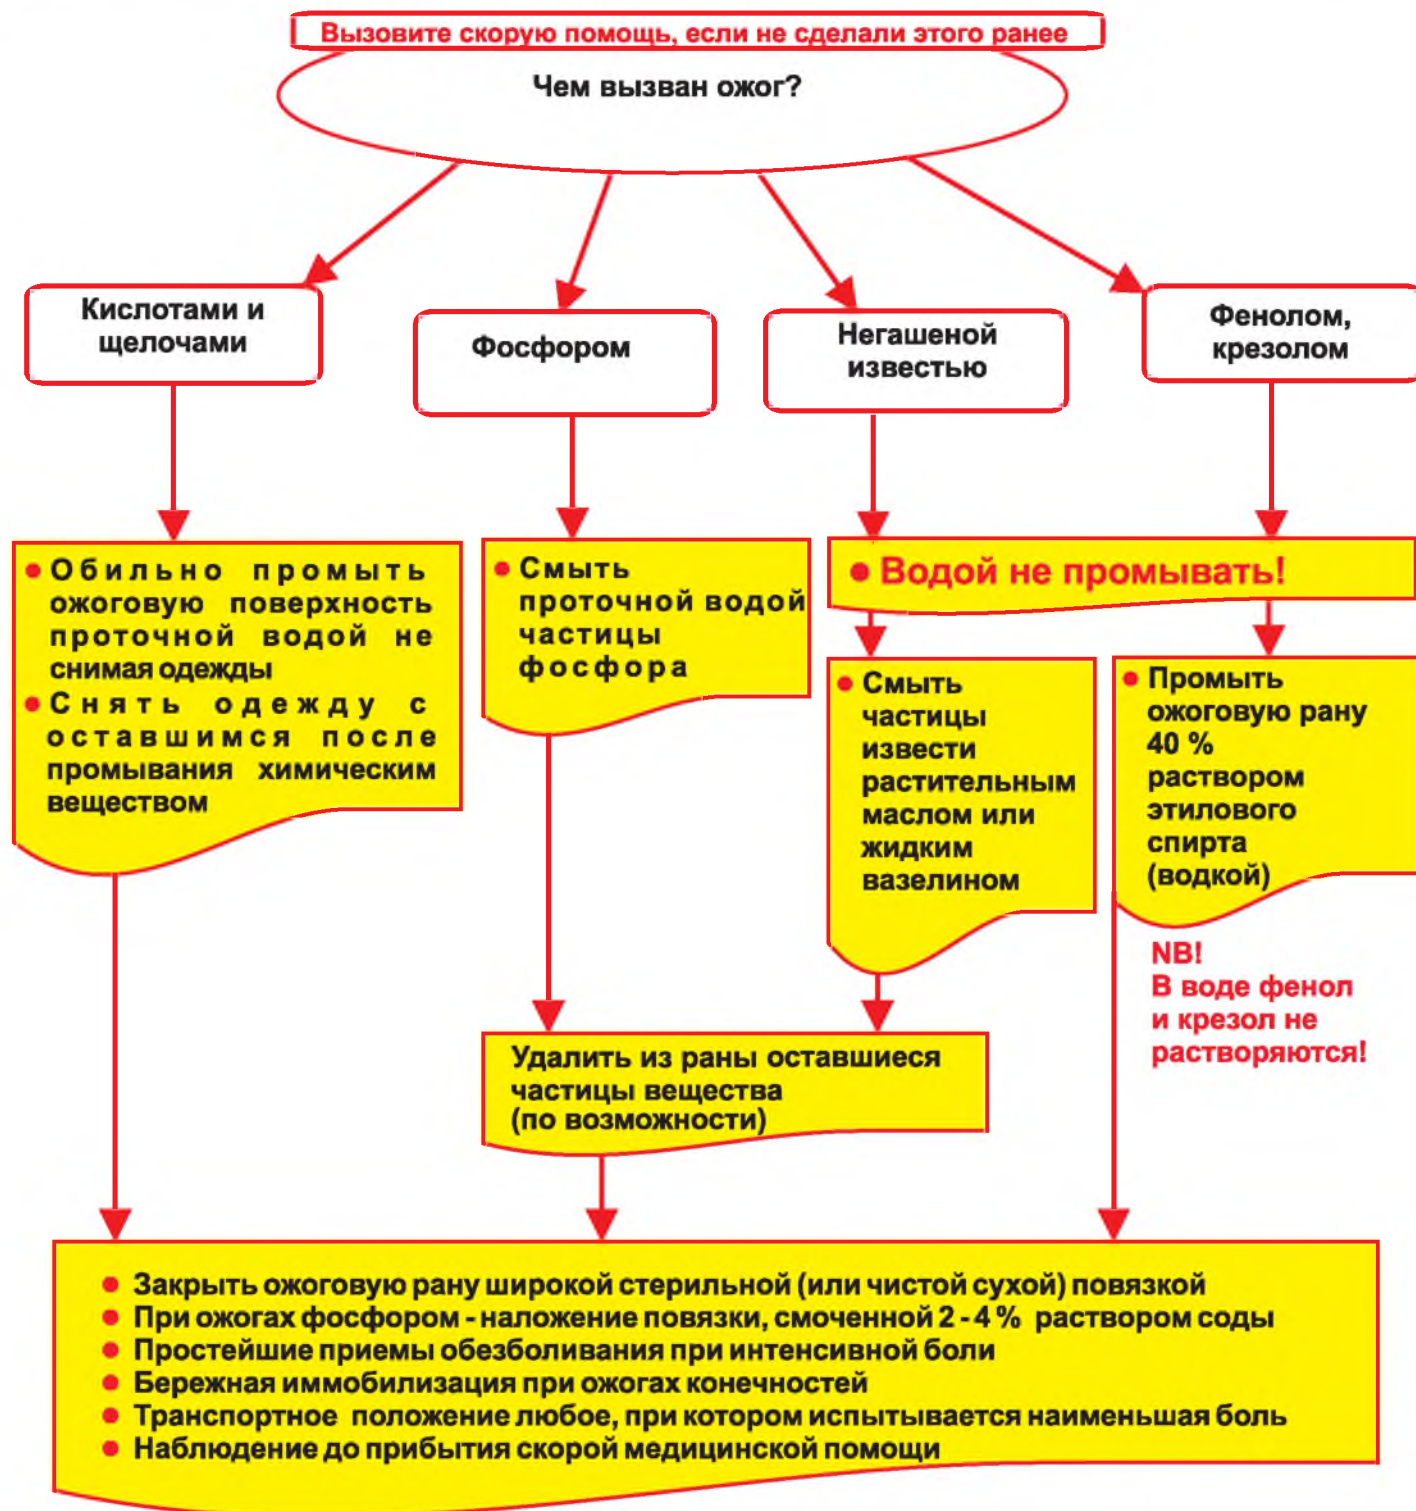 Вызовите скорую помощь, если не сделали этого ранее
Чем вызван ожог?
Кислотами и
щелочами
Фосфором
Негашеной
известью
Фенолом,
крезолом
• Обильно промыть
ожоговую поверхность
проточной водой не
снимая одежды
• Снять одежду с
оставшимся после
промывания химическим
веществом
• Смыть
проточной водой
частицы
фосфора
• Водой не промывать!
• Смыть
частицы
извести
растительным
маслом или
жидким
вазелином
• Промыть
ожоговую рану
40 %
раствором
этилового
спирта
(водкой)
NB!
В воде фенол
и крезол не
растворяются!
Удалить из раны оставшиеся
частицы вещества
(по возможности)
• Закрыть ожоговую рану широкой стерильной (или чистой сухой) повязкой
• При ожогах фосфором - наложение повязки, смоченной 2 - 4 % раствором соды
• Простейшие приемы обезболивания при интенсивной боли
• Бережная иммобилизация при ожогах конечностей
• Транспортное положение любое, при котором испытывается наименьшая боль
• Наблюдение до прибытия скорой медицинской помощи